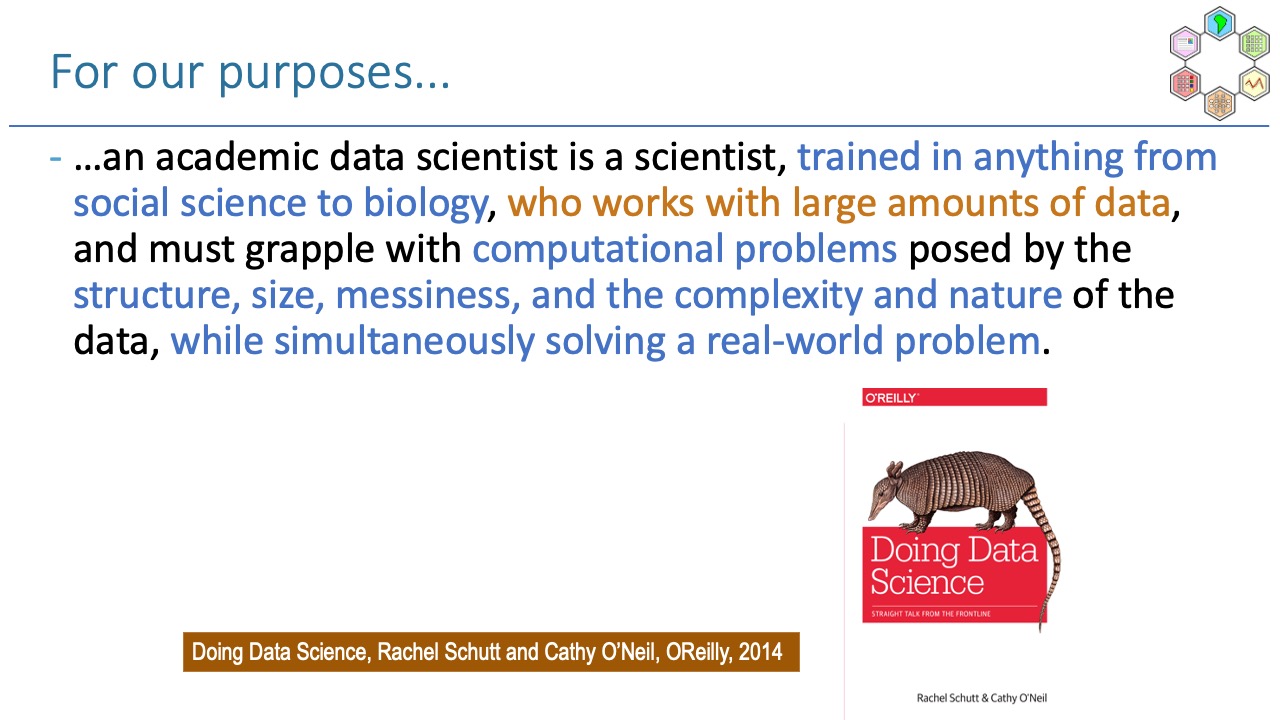 For our purposes...
- …an academic data scientist is a scientist, trained in anything from
social science to biology, who works with large amounts of data,
and must grapple with computational problems posed by the
structure, size, messiness, and the complexity and nature of the
data, while simultaneously solving a real-world problem.
O'REILLY™
Doing Data
Science
STRAIGHT TALK FROM THE FRONTLINE
Doing Data Science, Rachel Schutt and Cathy O’Neil, OReilly, 2014
Rachel Schutt & Cathy O'Neil